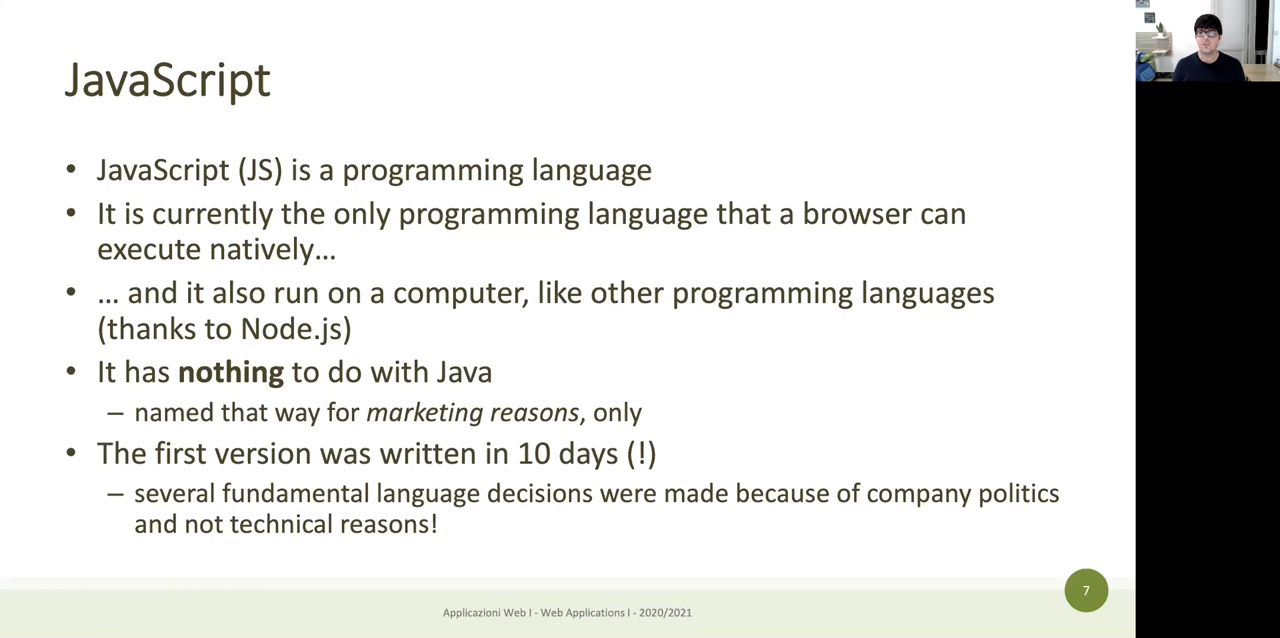 JavaScript
• JavaScript (JS) is a programming language
• It is currently the only programming language that a browser can
execute natively…
• … and it also run on a computer, like other programming languages
(thanks to Node.js)
• It has nothing to do with Java
– named that way for marketing reasons, only
• The first version was written in 10 days (!)
– several fundamental language decisions were made because of company politics
and not technical reasons!
7
Applicazioni Web I - Web Applications I - 2020/2021